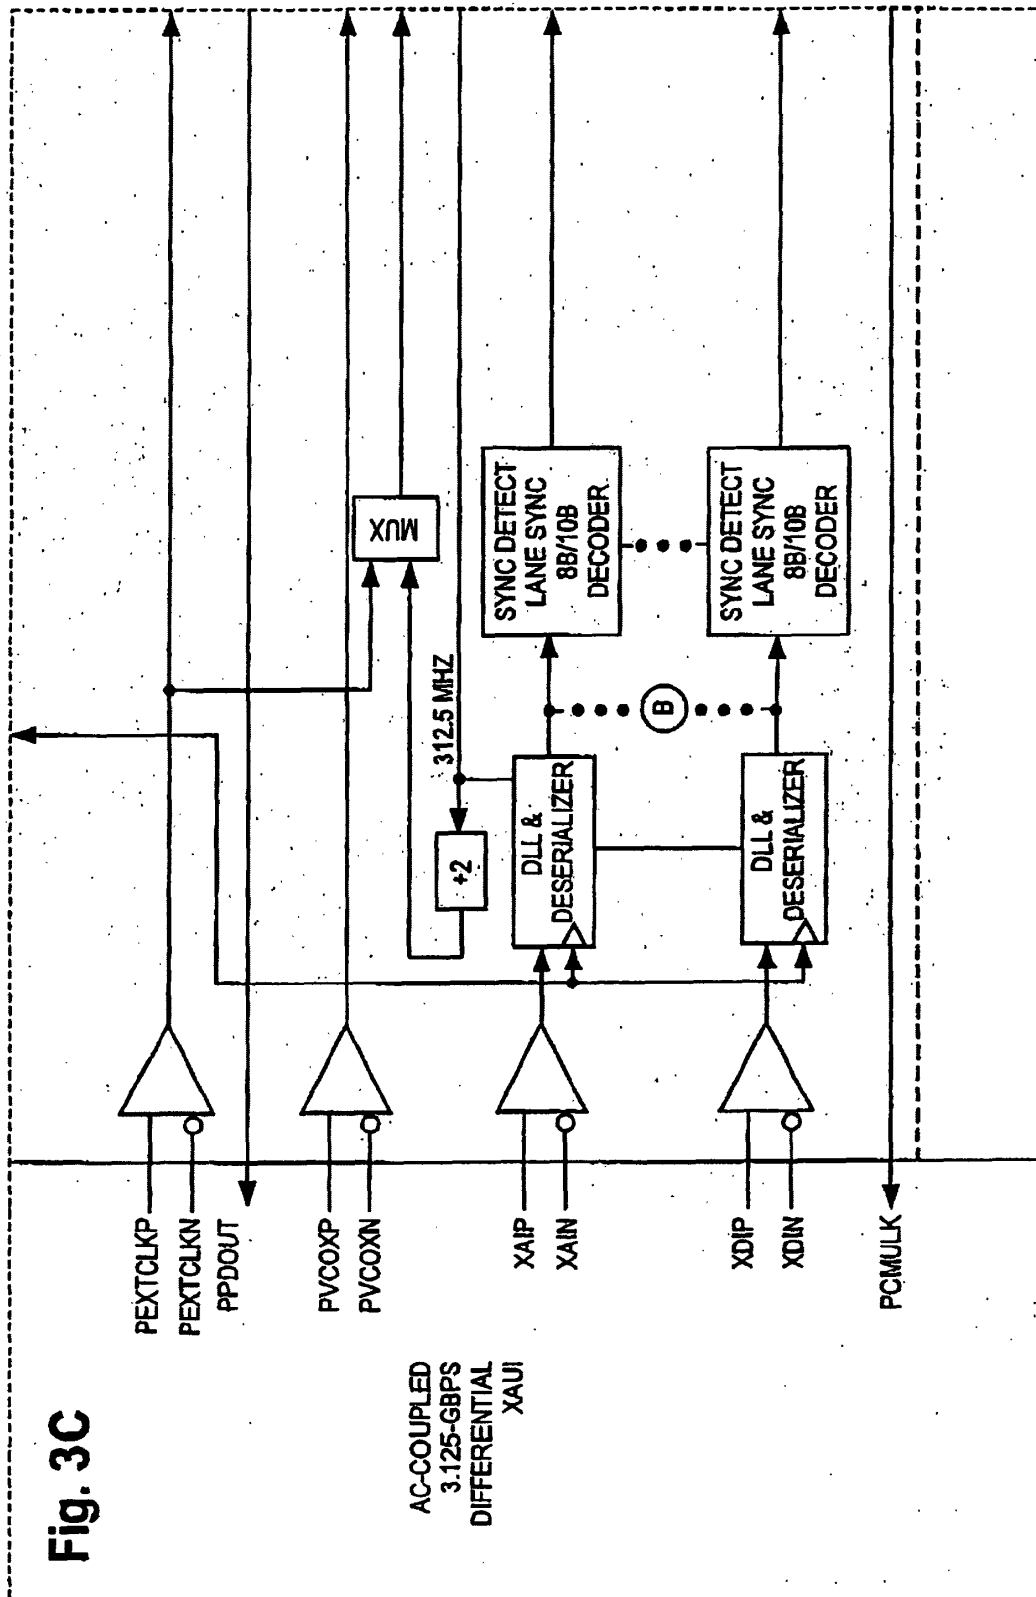 Fig. 3C
AC-COUPLED
3.125-GBPS
DIFFERENTIAL
XAUI
PEXTCLKP
PEXTCLKN
PPDOUT
PVCOXP
PVCOXN
XAIP
XAIN
XDIP
XDIN
PCMULK
MUX
÷2
312.5 MHZ
DLL &
DESERIALIZER
DLL &
DESERIALIZER
B
SYNC DETECT
LANE SYNC
8B/10B
DECODER
SYNC DETECT
LANE SYNC
8B/10B
DECODER